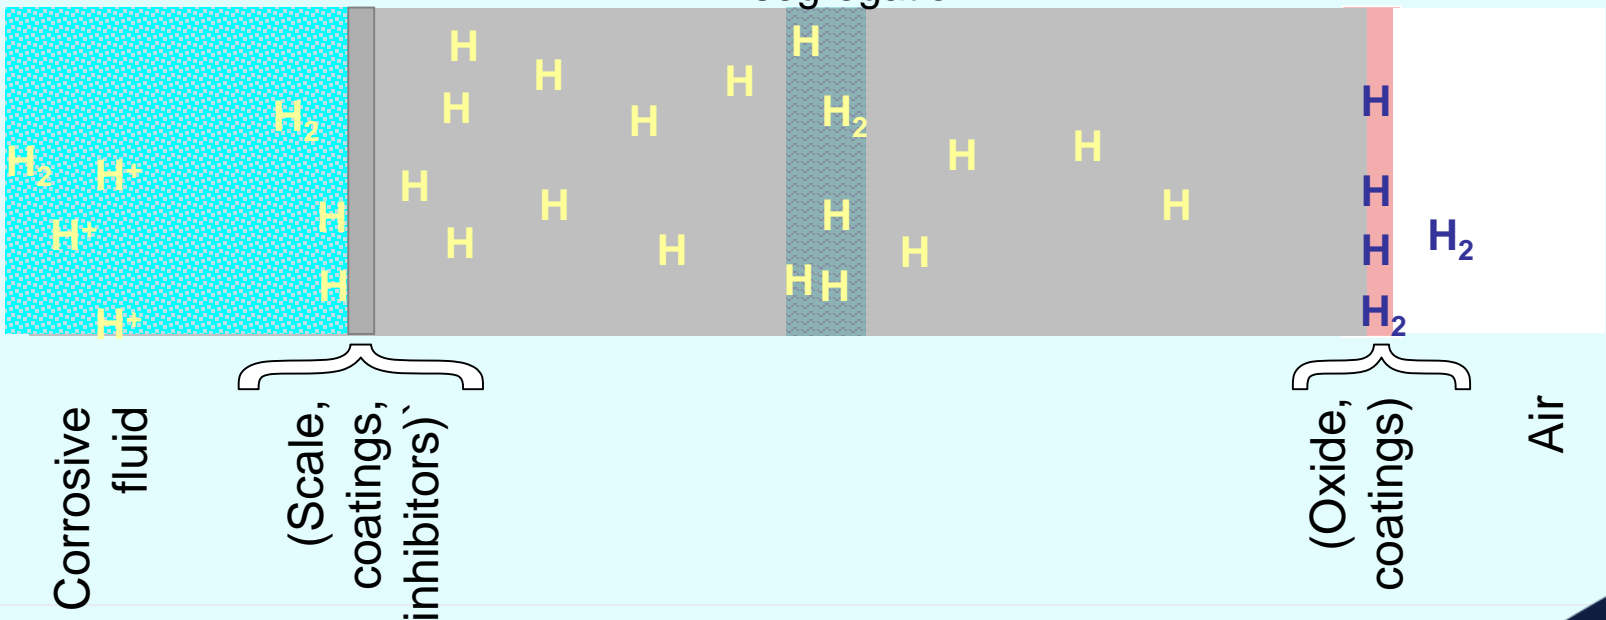 H
H
H
H
H
H
H₂
H₂
H
H
H
H₂
H⁺
H
H
H
H
H
H
H⁺
H₂
H
H
H
H
H
H
H
H₂
H⁺
Corrosive
fluid
(Scale,
coatings,
inhibitors)`
(Oxide,
coatings)
Air